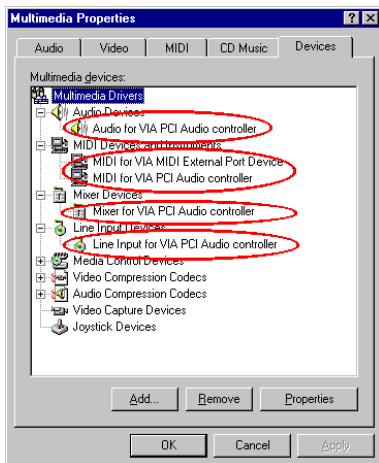 Multimedia Properties
Audio Video MIDI CD Music Devices
Multimedia devices:
Multimedia Drivers
Audio Devices
Audio for VIA PCI Audio controller
MIDI Devices and Instruments
MIDI for VIA MIDI External Port Device
MIDI for VIA PCI Audio controller
Mixer Devices
Mixer for VIA PCI Audio controller
Line Input Devices
Line Input for VIA PCI Audio controller
Media Control Devices
Video Compression Codecs
Audio Compression Codecs
Video Capture Devices
Joystick Devices
Add... Remove Properties
OK Cancel Apply